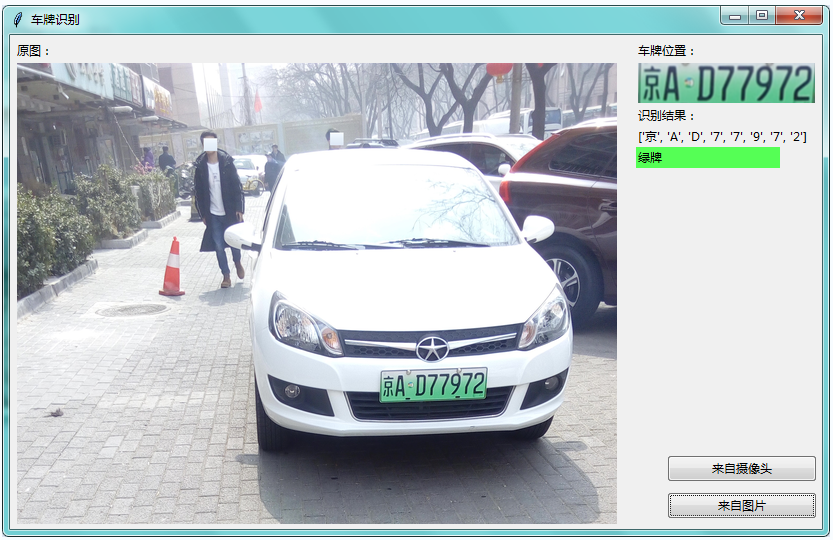 车牌识别
原图：
车牌位置：
京A·D77972
识别结果：
['京', 'A', 'D', '7', '7', '9', '7', '2']
绿牌
京A·D77972
来自摄像头
来自图片